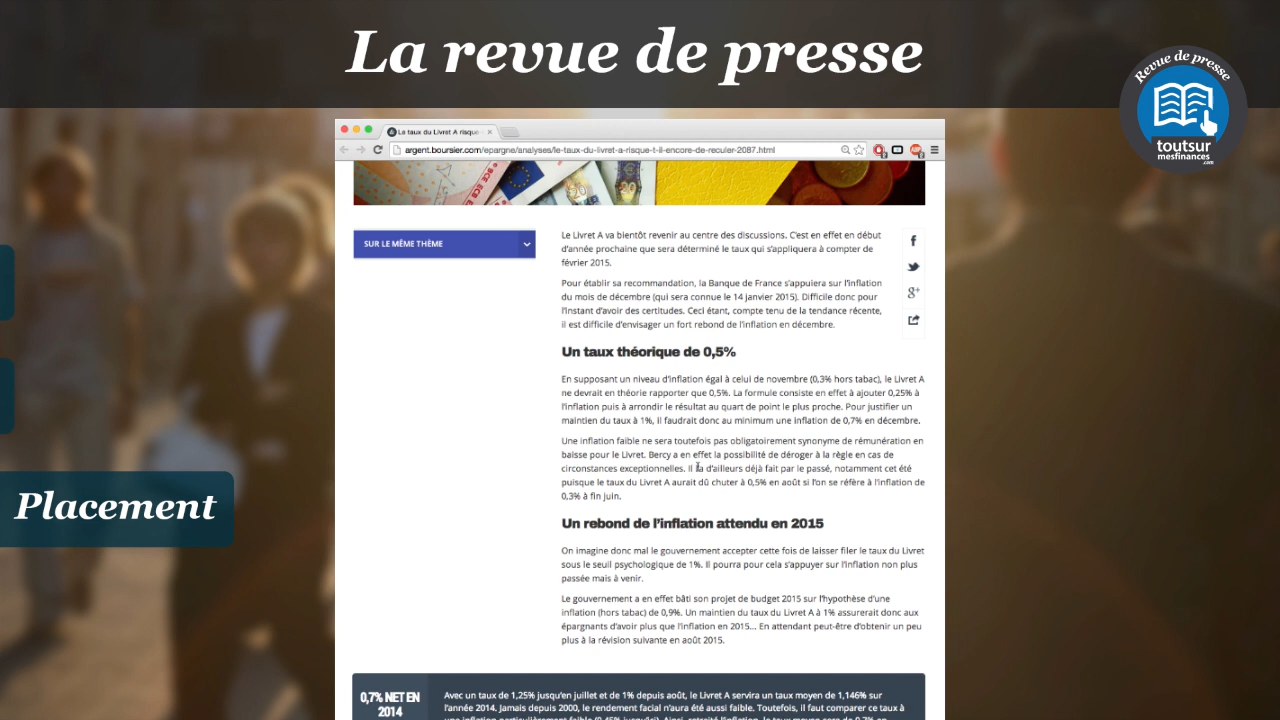 La revue de presse
Revue de presse
toutsur
mesfinances
.com
Le taux du Livret A risque
argent.boursier.com/epargne/analyses/le-taux-du-livret-a-risque-t-il-encore-de-reculer-2087.html
SUR LE MÊME THÈME
Le Livret A va bientôt revenir au centre des discussions. C'est en effet en début
d'année prochaine que sera déterminé le taux qui s'appliquera à compter de
février 2015.
Pour établir sa recommandation, la Banque de France s'appuiera sur l'inflation
du mois de décembre (qui sera connue le 14 janvier 2015). Difficile donc pour
l'instant d'avoir des certitudes. Ceci étant, compte tenu de la tendance récente,
il est difficile d'envisager un fort rebond de l'inflation en décembre.
Un taux théorique de 0,5%
En supposant un niveau d'inflation égal à celui de novembre (0,3% hors tabac), le Livret A
ne devrait en théorie rapporter que 0,5%. La formule consiste en effet à ajouter 0,25% à
l'inflation puis à arrondir le résultat au quart de point le plus proche. Pour justifier un
maintien du taux à 1%, il faudrait donc au minimum une inflation de 0,7% en décembre.
Une inflation faible ne sera toutefois pas obligatoirement synonyme de rémunération en
baisse pour le Livret. Bercy a en effet la possibilité de déroger à la règle en cas de
circonstances exceptionnelles. Il l'a d'ailleurs déjà fait par le passé, notamment cet été
puisque le taux du Livret A aurait dû chuter à 0,5% en août si l'on se réfère à l'inflation de
0,3% à fin juin.
Un rebond de l'inflation attendu en 2015
On imagine donc mal le gouvernement accepter cette fois de laisser filer le taux du Livret
sous le seuil psychologique de 1%. Il pourra pour cela s'appuyer sur l'inflation non plus
passée mais à venir.
Le gouvernement a en effet bâti son projet de budget 2015 sur l'hypothèse d'une
inflation (hors tabac) de 0,9%. Un maintien du taux du Livret A à 1% assurerait donc aux
épargnants d'avoir plus que l'inflation en 2015... En attendant peut-être d'obtenir un peu
plus à la révision suivante en août 2015.
Placement
0,7% NET EN
2014
Avec un taux de 1,25% jusqu'en juillet et de 1% depuis août, le Livret A servira un taux moyen de 1,146% sur
l'année 2014. Jamais depuis 2000, le rendement facial n'aura été aussi faible. Toutefois, il faut comparer ce taux à